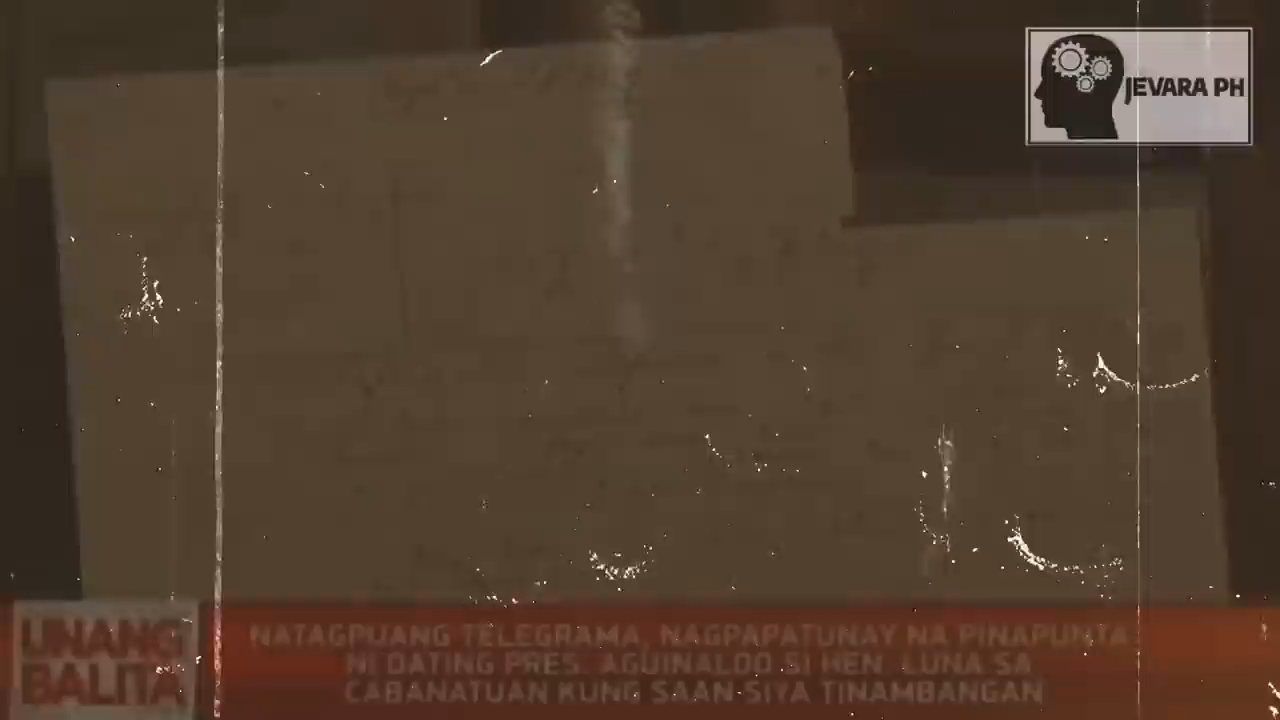 JEVARA PH
UNANG
BALITA
NATAGPUANG TELEGRAMA, NAGPAPATUNAY NA PINAPUNTA
NI DATING PRES. AGUINALDO SI HEN. LUNA SA
CABANATUAN KUNG SAAN SIYA TINAMBANGAN